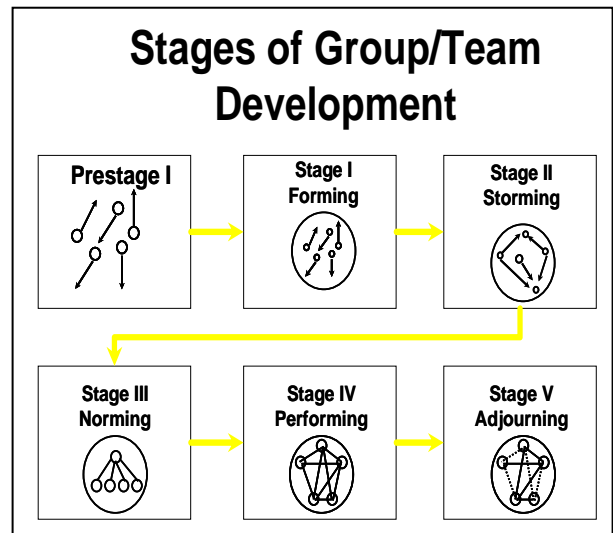 Stages of Group/Team
Development
Prestage I
Stage I
Forming
Stage II
Storming
Stage III
Norming
Stage IV
Performing
Stage V
Adjourning